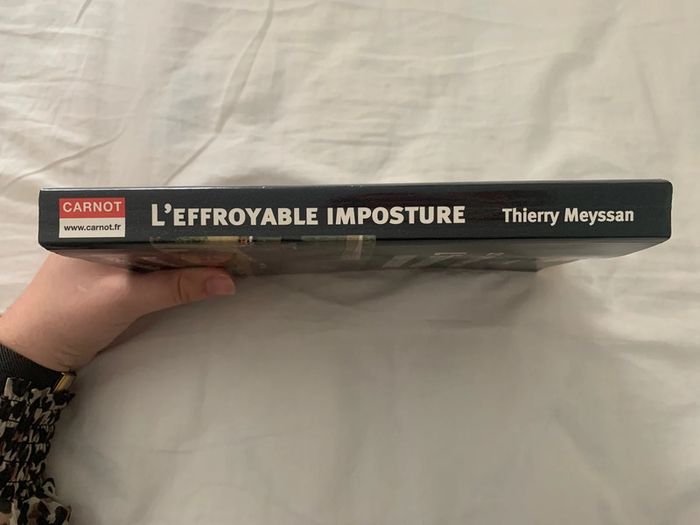 CARNOT
www.carnot.fr
L'EFFROYABLE IMPOSTURE
Thierry Meyssan